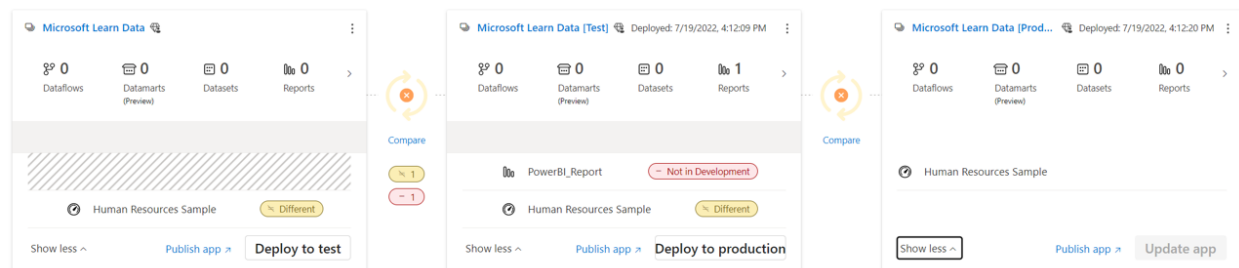 Microsoft Learn Data
0
Dataflows
0
Datamarts
(Preview)
0
Datasets
0
Reports
Human Resources Sample
Different
Show less
Publish app
Deploy to test
Compare
1
− 1
Microsoft Learn Data [Test] Deployed: 7/19/2022, 4:12:09 PM
0
Dataflows
0
Datamarts
(Preview)
0
Datasets
1
Reports
PowerBI_Report
− Not in Development
Human Resources Sample
Different
Show less
Publish app
Deploy to production
Compare
Microsoft Learn Data [Prod... Deployed: 7/19/2022, 4:12:20 PM
0
Dataflows
0
Datamarts
(Preview)
0
Datasets
0
Reports
Human Resources Sample
Show less
Publish app
Update app